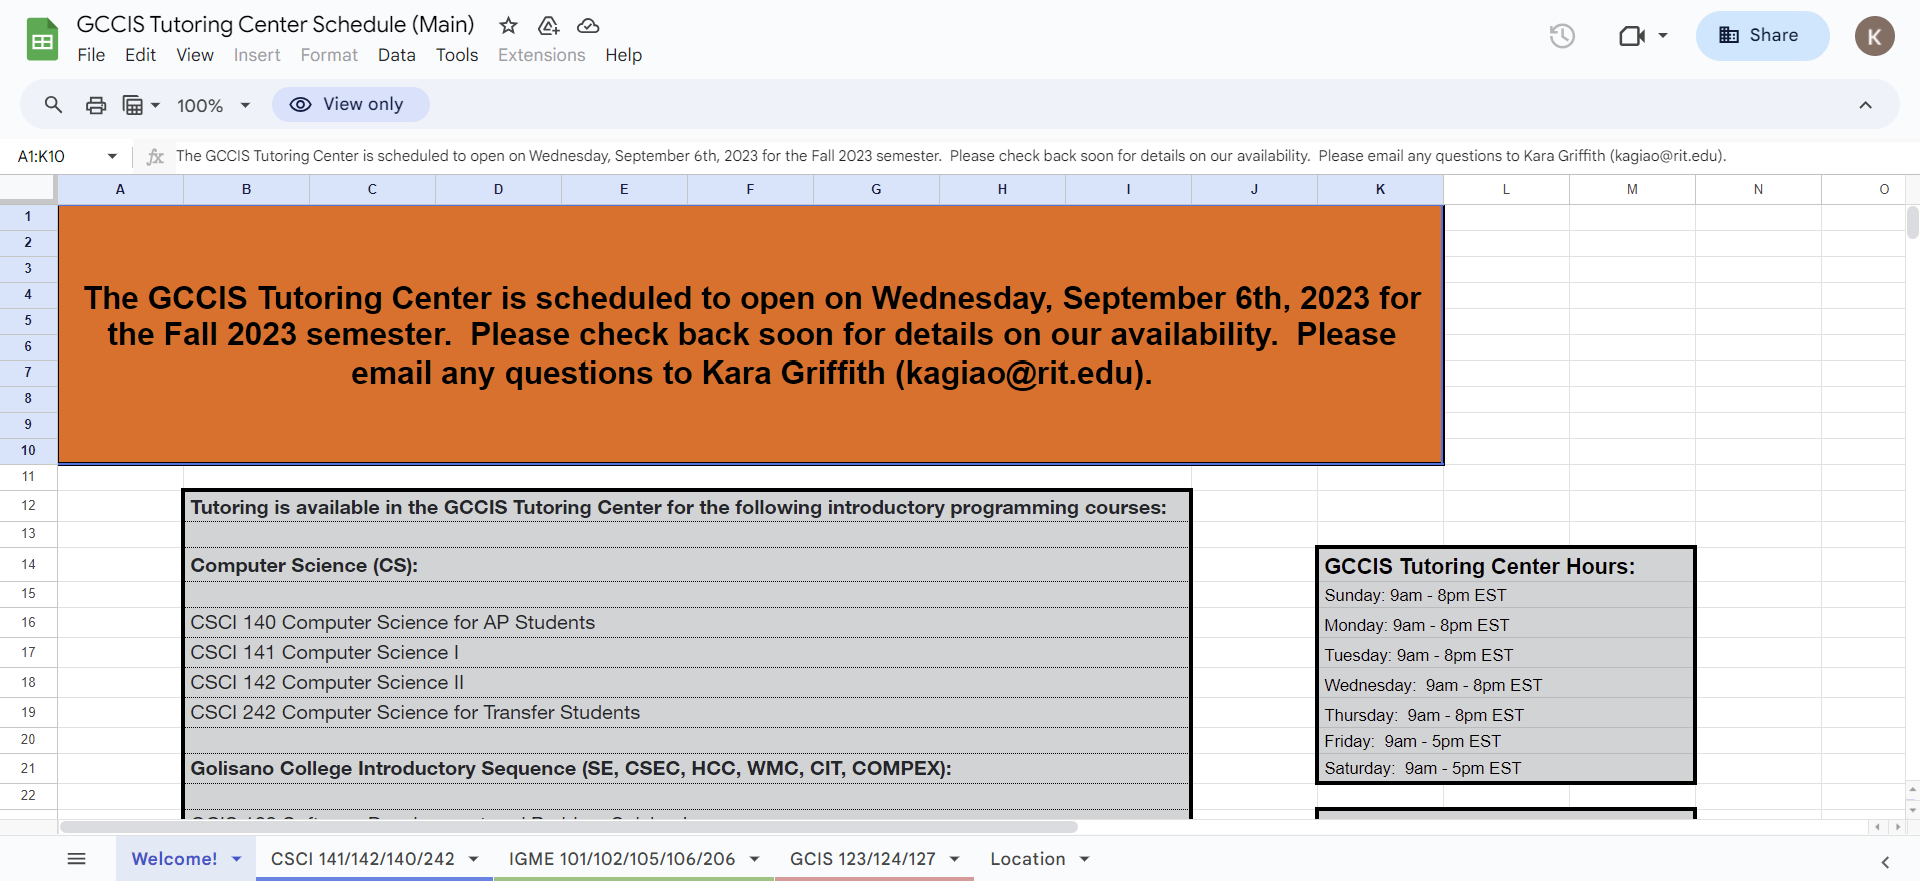 GCCIS Tutoring Center Schedule (Main)
File Edit View Insert Format Data Tools Extensions Help
Share
K
100%
View only
A1:K10
fx The GCCIS Tutoring Center is scheduled to open on Wednesday, September 6th, 2023 for the Fall 2023 semester.  Please check back soon for details on our availability.  Please email any questions to Kara Griffith (kagiao@rit.edu).
A B C D E F G H I J K L M N O
1
2
3
4
5
6
7
8
9
10
The GCCIS Tutoring Center is scheduled to open on Wednesday, September 6th, 2023 for
the Fall 2023 semester.  Please check back soon for details on our availability.  Please
email any questions to Kara Griffith (kagiao@rit.edu).
11
12
13
14
15
16
17
18
19
20
21
22
Tutoring is available in the GCCIS Tutoring Center for the following introductory programming courses:
Computer Science (CS):
CSCI 140 Computer Science for AP Students
CSCI 141 Computer Science I
CSCI 142 Computer Science II
CSCI 242 Computer Science for Transfer Students
Golisano College Introductory Sequence (SE, CSEC, HCC, WMC, CIT, COMPEX):
GCCIS Tutoring Center Hours:
Sunday: 9am - 8pm EST
Monday: 9am - 8pm EST
Tuesday: 9am - 8pm EST
Wednesday:  9am - 8pm EST
Thursday:  9am - 8pm EST
Friday:  9am - 5pm EST
Saturday:  9am - 5pm EST
Welcome! CSCI 141/142/140/242 IGME 101/102/105/106/206 GCIS 123/124/127 Location